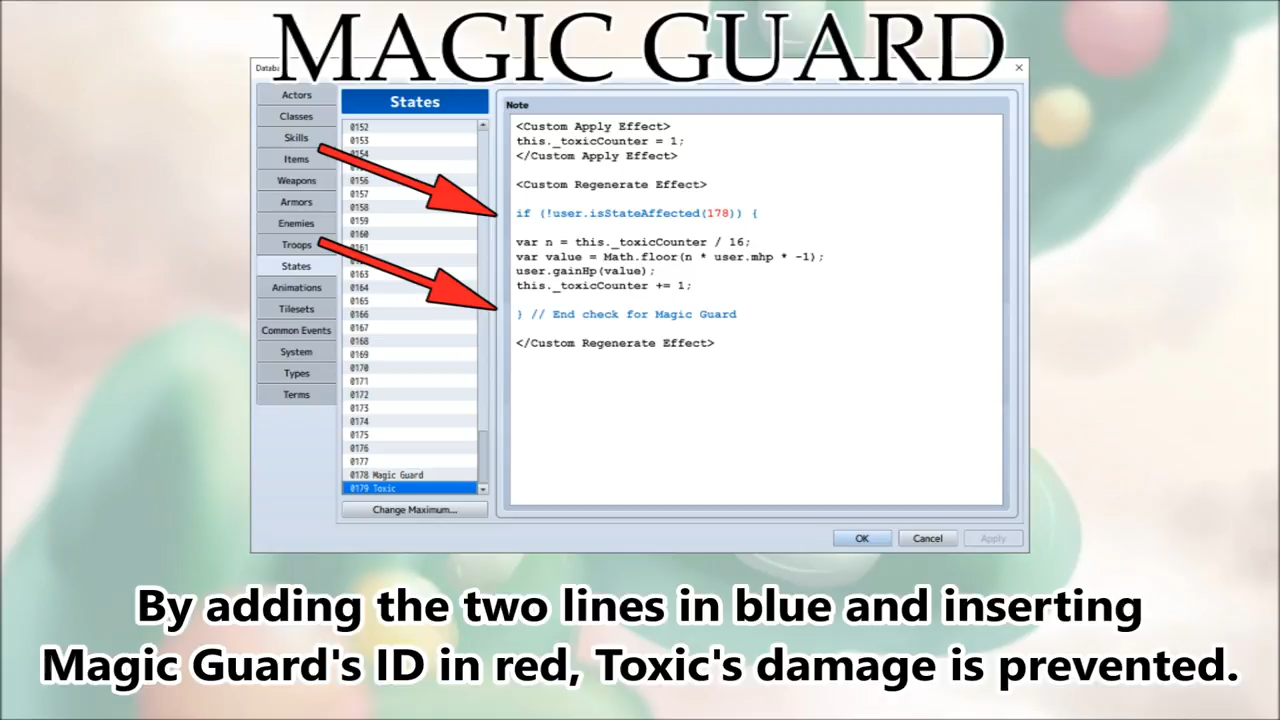 MAGIC GUARD
Actors
Classes
Skills
Items
Weapons
Armors
Enemies
Troops
States
Animations
Tilesets
Common Events
System
Types
Terms
States
0152
0153
0156
0157
0158
0159
0160
0161
0163
0164
0165
0166
0167
0168
0169
0170
0171
0172
0173
0174
0175
0176
0177
0178 Magic Guard
0179 Toxic
Change Maximum...
Note
<Custom Apply Effect>
this._toxicCounter = 1;
</Custom Apply Effect>
<Custom Regenerate Effect>
if (!user.isStateAffected(178)) {
var n = this._toxicCounter / 16;
var value = Math.floor(n * user.mhp * -1);
user.gainHp(value);
this._toxicCounter += 1;
} // End check for Magic Guard
</Custom Regenerate Effect>
OK
Cancel
Apply
By adding the two lines in blue and inserting
Magic Guard's ID in red, Toxic's damage is prevented.